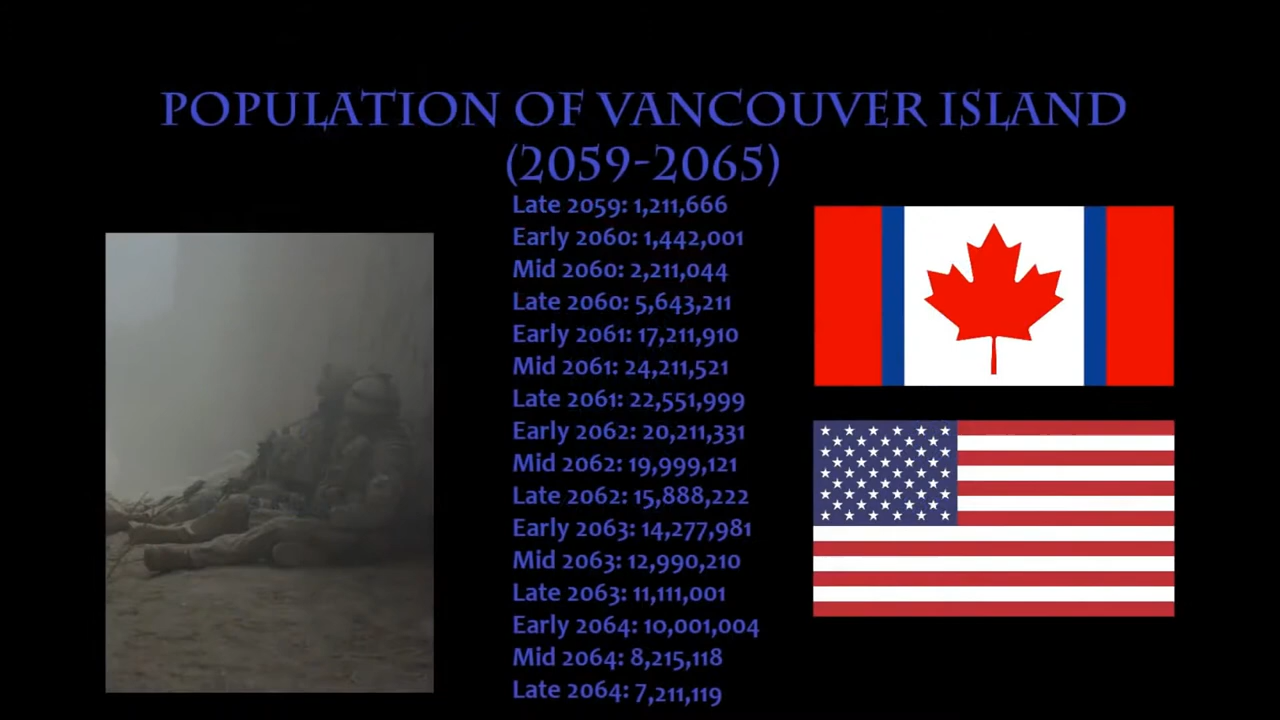 POPULATION OF VANCOUVER ISLAND
(2059-2065)
Late 2059: 1,211,666
Early 2060: 1,442,001
Mid 2060: 2,211,044
Late 2060: 5,643,211
Early 2061: 17,211,910
Mid 2061: 24,211,521
Late 2061: 22,551,999
Early 2062: 20,211,331
Mid 2062: 19,999,121
Late 2062: 15,888,222
Early 2063: 14,277,981
Mid 2063: 12,990,210
Late 2063: 11,111,001
Early 2064: 10,001,004
Mid 2064: 8,215,118
Late 2064: 7,211,119